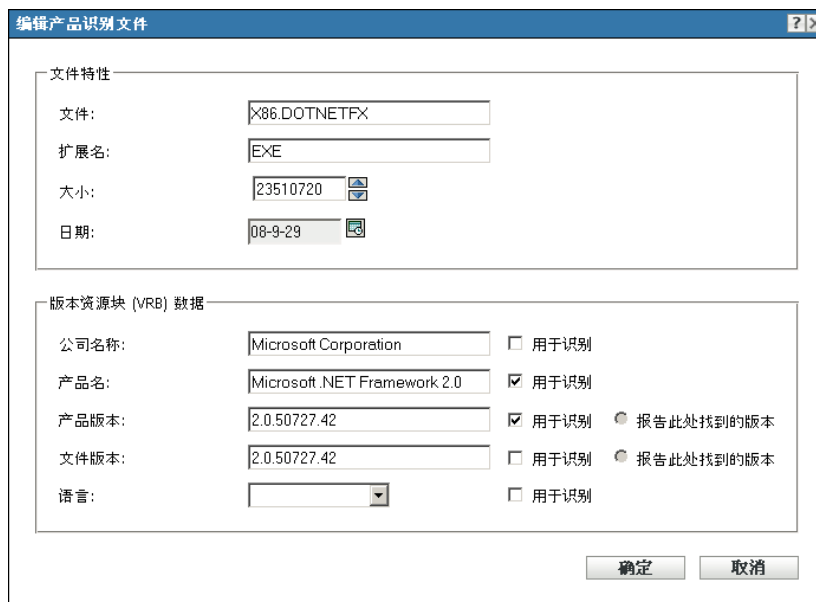 编辑产品识别文件
文件特性
文件: X86.DOTNETFX
扩展名: EXE
大小: 23510720
日期: 08-9-29
版本资源块 (VRB) 数据
公司名称: Microsoft Corporation 用于识别
产品名: Microsoft .NET Framework 2.0 用于识别
产品版本: 2.0.50727.42 用于识别 报告此处找到的版本
文件版本: 2.0.50727.42 用于识别 报告此处找到的版本
语言: 用于识别
确定 取消